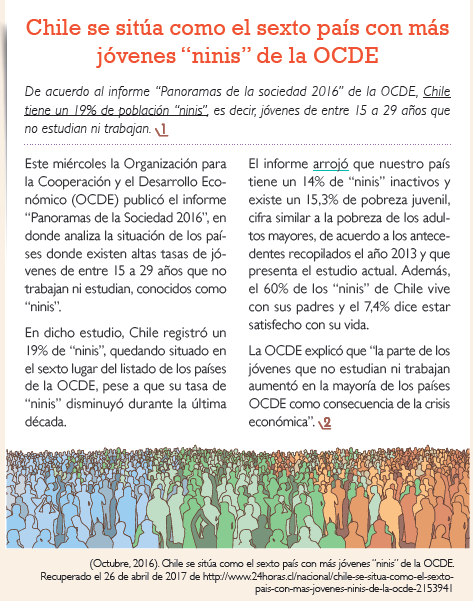 Chile se sitúa como el sexto país con más
jóvenes “ninis” de la OCDE
De acuerdo al informe “Panoramas de la sociedad 2016” de la OCDE, Chile
tiene un 19% de población “ninis”, es decir, jóvenes de entre 15 a 29 años que
no estudian ni trabajan. 1
Este miércoles la Organización para
la Cooperación y el Desarrollo Eco-
nómico (OCDE) publicó el informe
“Panoramas de la Sociedad 2016”, en
donde analiza la situación de los paí-
ses donde existen altas tasas de jó-
venes de entre 15 a 29 años que no
trabajan ni estudian, conocidos como
“ninis”.
En dicho estudio, Chile registró un
19% de “ninis”, quedando situado en
el sexto lugar del listado de los países
de la OCDE, pese a que su tasa de
“ninis” disminuyó durante la última
década.
El informe arrojó que nuestro país
tiene un 14% de “ninis” inactivos y
existe un 15,3% de pobreza juvenil,
cifra similar a la pobreza de los adul-
tos mayores, de acuerdo a los antece-
dentes recopilados el año 2013 y que
presenta el estudio actual. Además,
el 60% de los “ninis” de Chile vive
con sus padres y el 7,4% dice estar
satisfecho con su vida.
La OCDE explicó que “la parte de los
jóvenes que no estudian ni trabajan
aumentó en la mayoría de los países
OCDE como consecuencia de la crisis
económica”. 2
(Octubre, 2016). Chile se sitúa como el sexto país con más jóvenes “ninis” de la OCDE.
Recuperado el 26 de abril de 2017 de http://www.24horas.cl/nacional/chile-se-situa-como-el-sexto-
pais-con-mas-jovenes-ninis-de-la-ocde-2153941